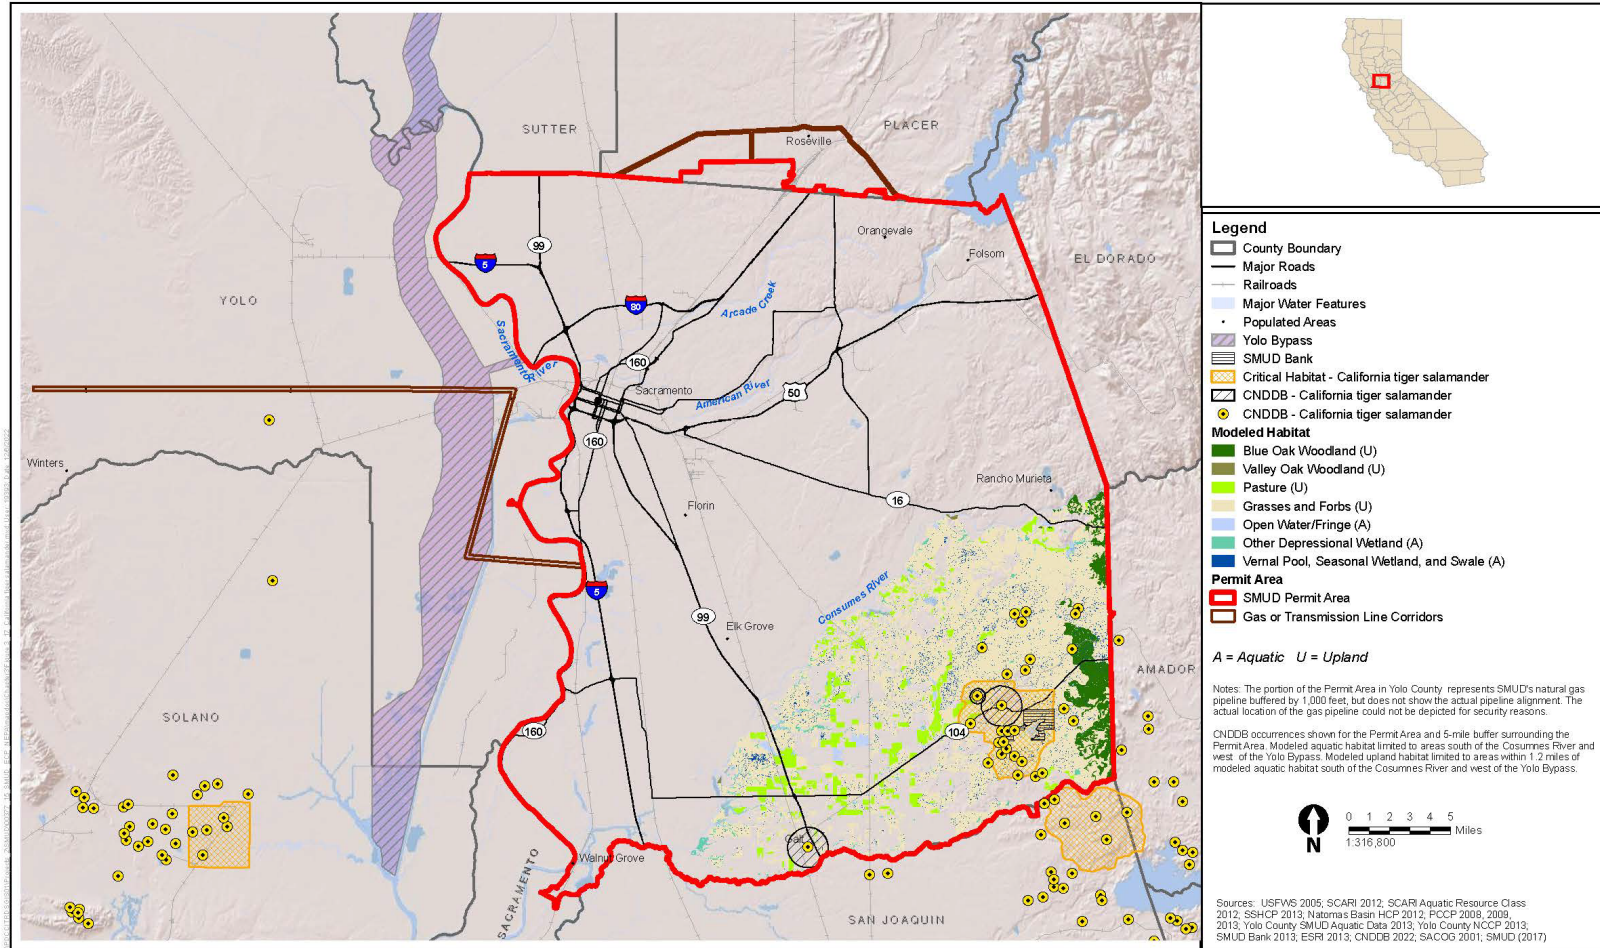 SUTTER
PLACER
Roseville
99
Orangevale
5
Folsom
EL DORADO
YOLO
80
Arcade Creek
Sacramento River
160
Sacramento
American River
50
160
Winters
Rancho Murieta
16
Florin
Consumes River
5
99
Elk Grove
AMADOR
SOLANO
160
104
Galt
Walnut Grove
SACRAMENTO
SAN JOAQUIN
Legend
County Boundary
Major Roads
Railroads
Major Water Features
Populated Areas
Yolo Bypass
SMUD Bank
Critical Habitat - California tiger salamander
CNDDB - California tiger salamander
CNDDB - California tiger salamander
Modeled Habitat
Blue Oak Woodland (U)
Valley Oak Woodland (U)
Pasture (U)
Grasses and Forbs (U)
Open Water/Fringe (A)
Other Depressional Wetland (A)
Vernal Pool, Seasonal Wetland, and Swale (A)
Permit Area
SMUD Permit Area
Gas or Transmission Line Corridors
A = Aquatic U = Upland
Notes: The portion of the Permit Area in Yolo County represents SMUD's natural gas
pipeline buffered by 1,000 feet, but does not show the actual pipeline alignment. The
actual location of the gas pipeline could not be depicted for security reasons.
CNDDB occurrences shown for the Permit Area and 5-mile buffer surrounding the
Permit Area. Modeled aquatic habitat limited to areas south of the Cosumnes River and
west of the Yolo Bypass. Modeled upland habitat limited to areas within 1.2 miles of
modeled aquatic habitat south of the Cosumnes River and west of the Yolo Bypass.
0 1 2 3 4 5
Miles
1:316,800
N
Sources: USFWS 2005; SCARI 2012; SCARI Aquatic Resource Class
2012; SSHCP 2013; Natomas Basin HCP 2012; PCCP 2008, 2009,
2013; Yolo County SMUD Aquatic Data 2013; Yolo County NCCP 2013;
SMUD Bank 2013; ESRI 2013; CNDDB 2022; SACOG 2001; SMUD (2017)